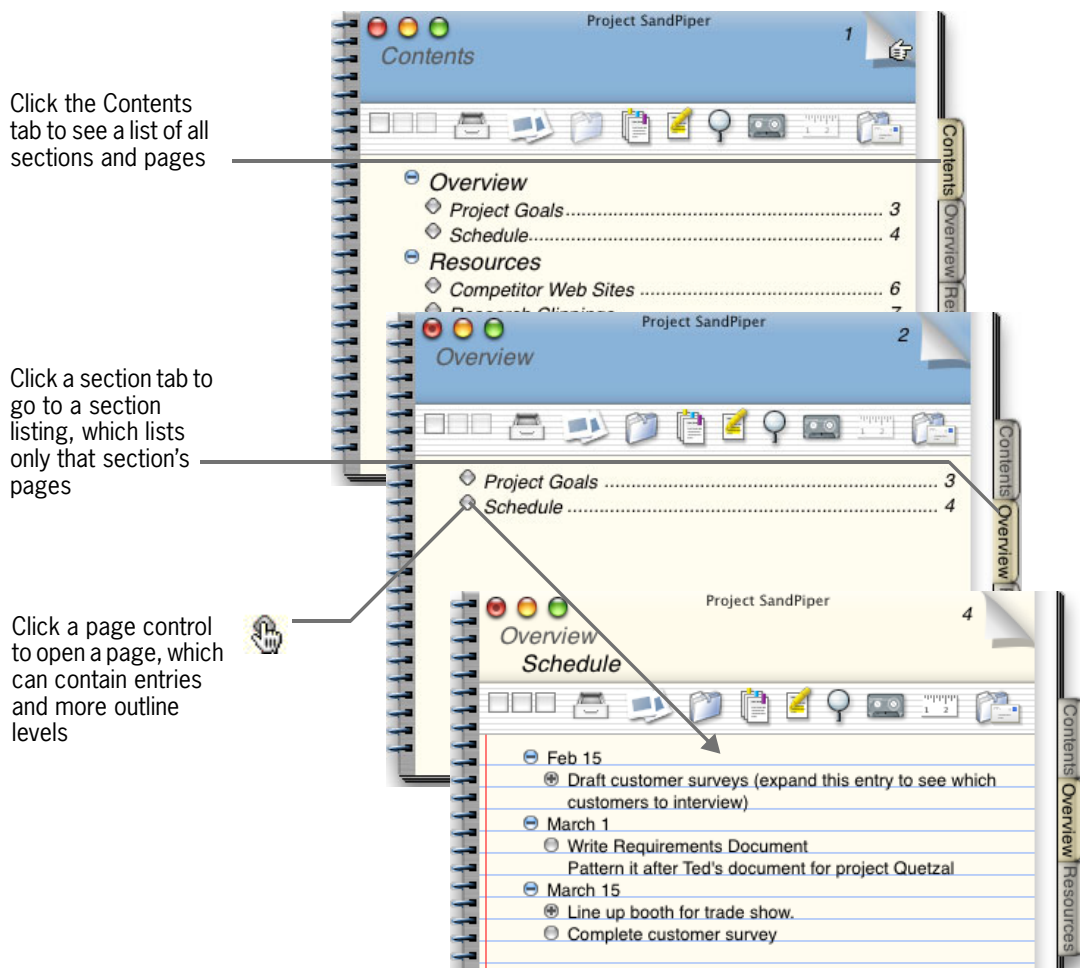 Project SandPiper
1
Contents
Click the Contents
tab to see a list of all
sections and pages
1 2
Contents
Overview
Overview
Project Goals ................ 3
Schedule ................ 4
Resources
Competitor Web Sites ................ 6
Project SandPiper
2
Overview
Click a section tab to
go to a section
listing, which lists
only that section's
pages
1 2
Contents
Overview
Project Goals ................ 3
Schedule ................ 4
Click a page control
to open a page, which
can contain entries
and more outline
levels
Project SandPiper
4
Overview
Schedule
1 2
Contents
Overview
Resources
Feb 15
Draft customer surveys (expand this entry to see which
customers to interview)
March 1
Write Requirements Document
Pattern it after Ted's document for project Quetzal
March 15
Line up booth for trade show.
Complete customer survey